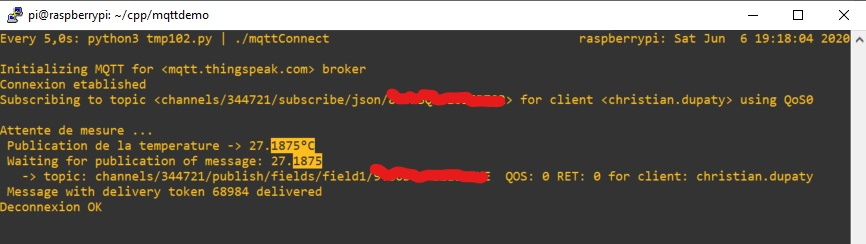 pi@raspberrypi: ~/cpp/mqttdemo
Every 5,0s: python3 tmp102.py | ./mqttConnect raspberrypi: Sat Jun 6 19:18:04 2020
Initializing MQTT for <mqtt.thingspeak.com> broker
Connexion etablished
Subscribing to topic <channels/344721/subscribe/json/ > for client <christian.dupaty> using QoS0
Attente de mesure ...
Publication de la temperature -> 27.1875°C
Waiting for publication of message: 27.1875
-> topic: channels/344721/publish/fields/field1/ E QOS: 0 RET: 0 for client: christian.dupaty
Message with delivery token 68984 delivered
Deconnexion OK